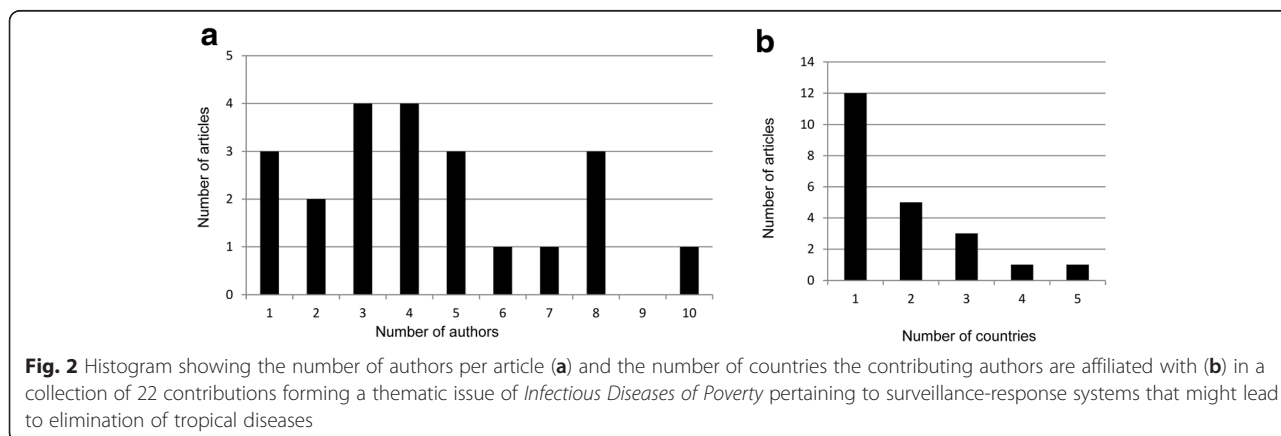 a
5
4
3
2
1
0
Number of articles
1 2 3 4 5 6 7 8 9 10
Number of authors
b
14
12
10
8
6
4
2
0
Number of articles
1 2 3 4 5
Number of countries
Fig. 2 Histogram showing the number of authors per article (a) and the number of countries the contributing authors are affiliated with (b) in a
collection of 22 contributions forming a thematic issue of Infectious Diseases of Poverty pertaining to surveillance-response systems that might lead
to elimination of tropical diseases